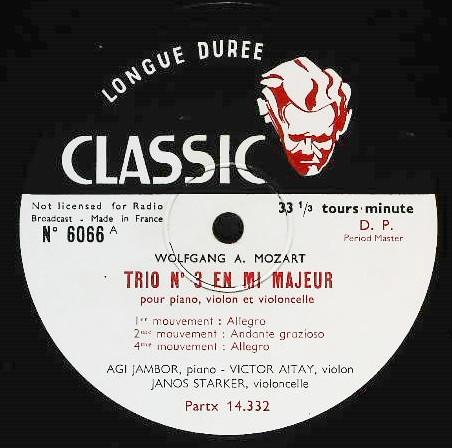 LONGUE DUREE
CLASSIC
Not licensed for Radio
Broadcast - Made in France
33 1/3 tours·minute
N° 6066 A
D. P.
Period Master
WOLFGANG A. MOZART
TRIO N° 3 EN MI MAJEUR
pour piano, violon et violoncelle
1er mouvement : Allegro
2me mouvement : Andante grazioso
4me mouvement : Allegro
AGI JAMBOR, piano - VICTOR AITAY, violon
JANOS STARKER, violoncelle
Partx 14.332